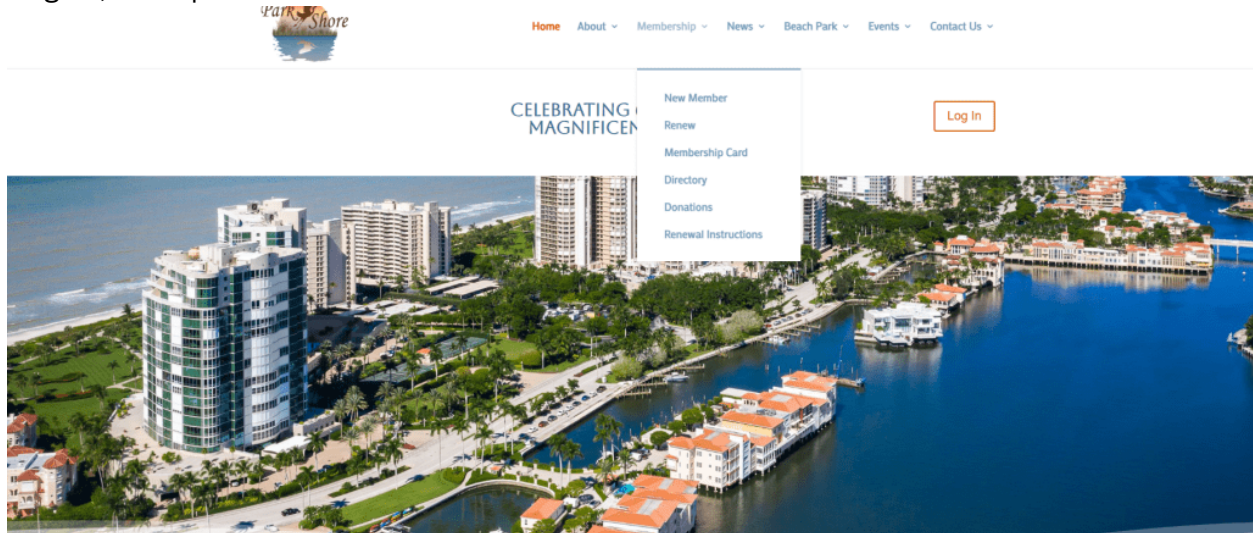 Park Shore
Home About Membership News Beach Park Events Contact Us
New Member
CELEBRATING
Log In
Renew
MAGNIFICEN
Membership Card
Directory
Donations
Renewal Instructions